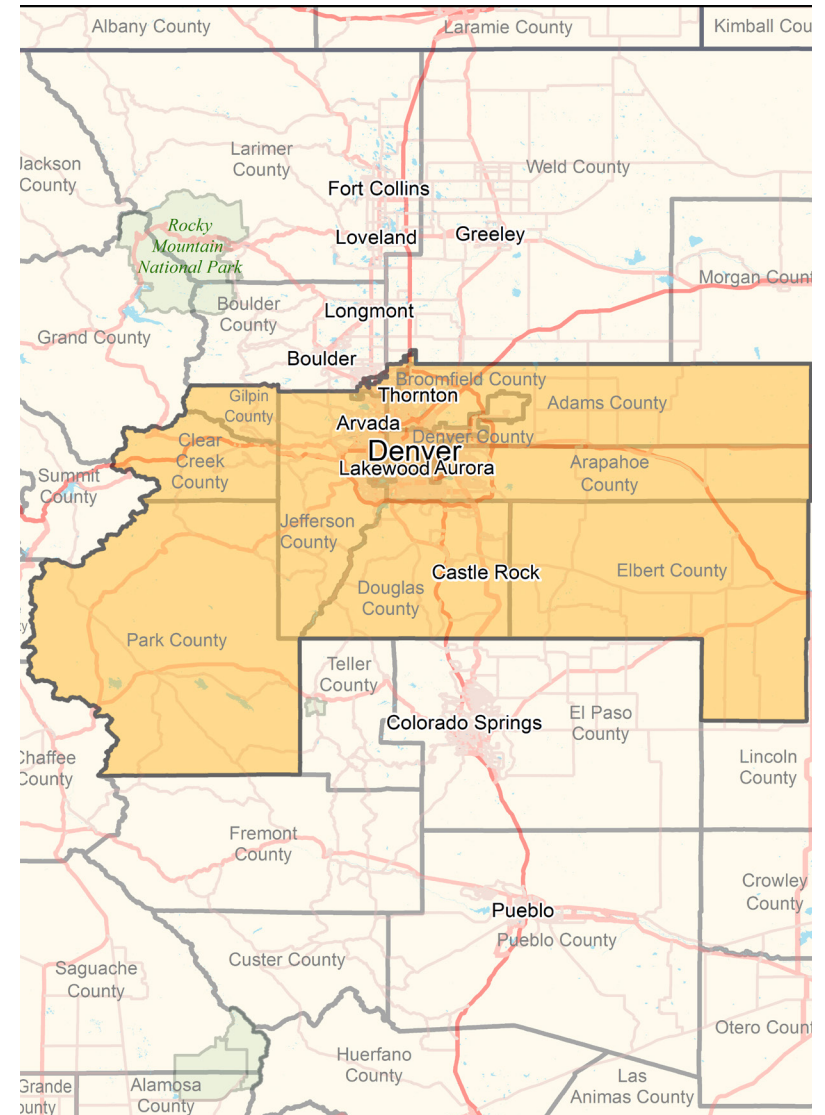 Albany County
Laramie County
Kimball Cou
Larimer
County
Jackson
County
Weld County
Fort Collins
Rocky
Mountain
National Park
Loveland
Greeley
Morgan Count
Boulder
County
Longmont
Grand County
Boulder
Broomfield County
Gilpin
County
Thornton
Adams County
Arvada
Denver County
Clear
Creek
County
Denver
Lakewood
Aurora
Arapahoe
County
Summit
County
Jefferson
County
Castle Rock
Elbert County
Douglas
County
Park County
Teller
County
Colorado Springs
El Paso
County
Chaffee
County
Lincoln
County
Fremont
County
Crowley
County
Pueblo
Pueblo County
Custer County
Saguache
County
Otero Count
Huerfano
County
Las
Animas County
Grande
ounty
Alamosa
County